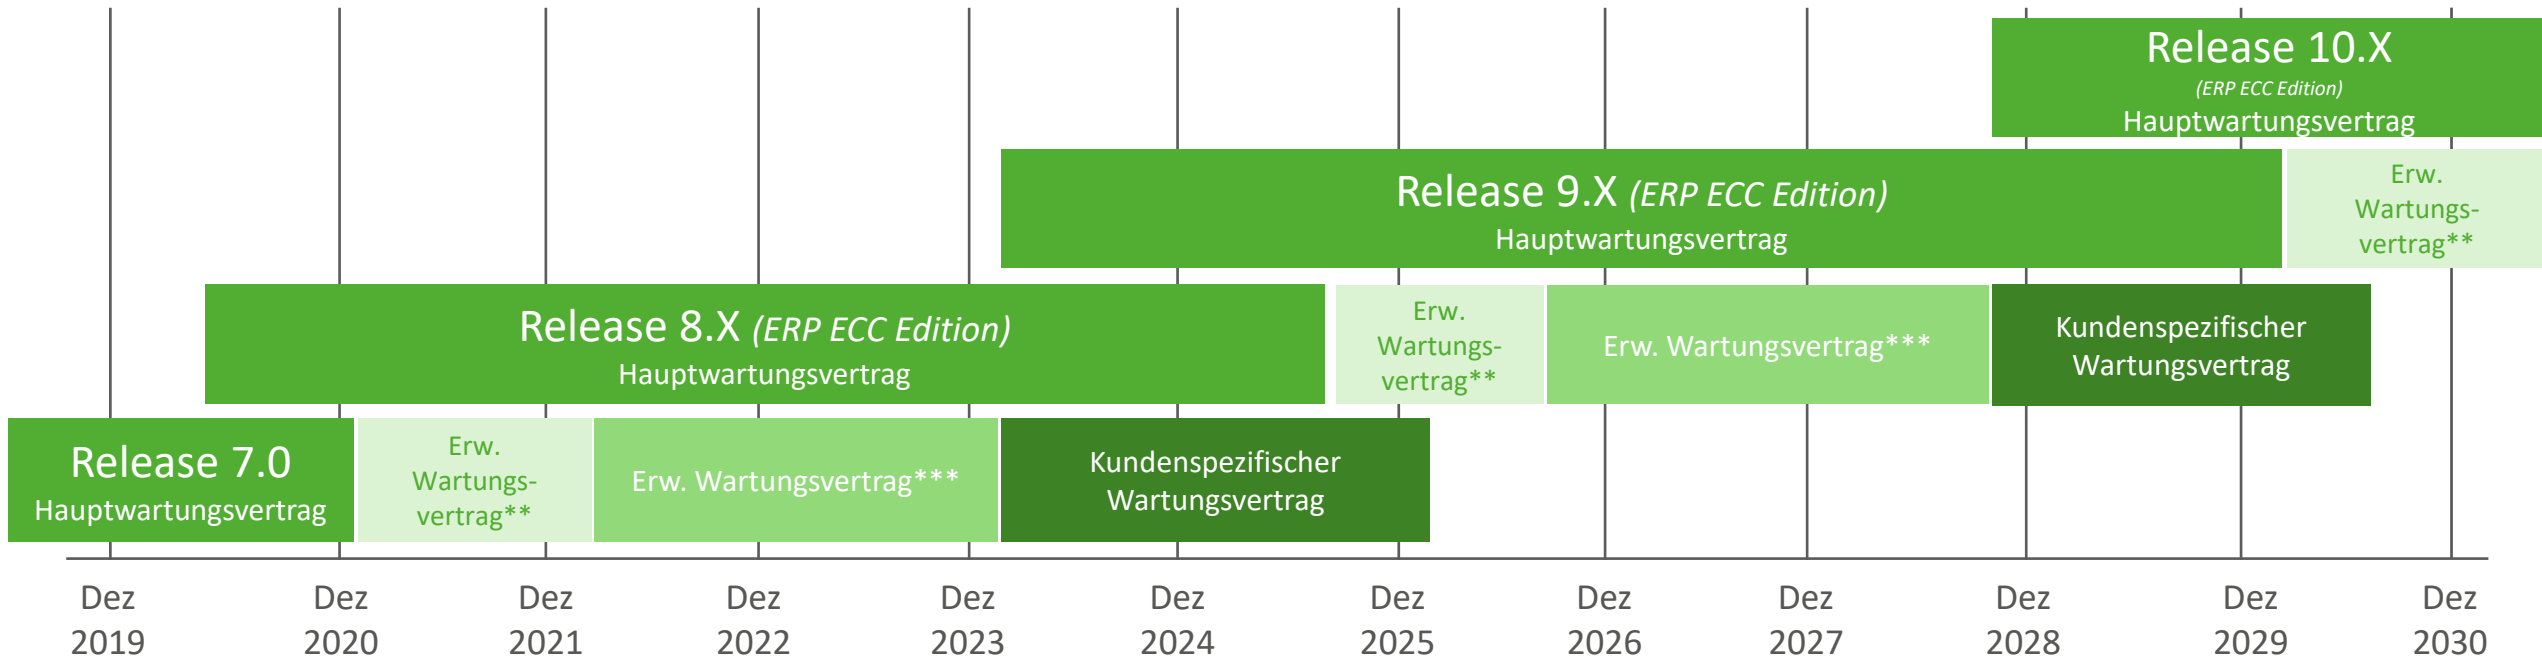 Release 10.X
(ERP ECC Edition)
Hauptwartungsvertrag
Release 9.X (ERP ECC Edition)
Hauptwartungsvertrag
Erw.
Wartungs-
vertrag**
Release 8.X (ERP ECC Edition)
Hauptwartungsvertrag
Erw.
Wartungs-
vertrag**
Erw. Wartungsvertrag***
Kundenspezifischer
Wartungsvertrag
Release 7.0
Hauptwartungsvertrag
Erw.
Wartungs-
vertrag**
Erw. Wartungsvertrag***
Kundenspezifischer
Wartungsvertrag
Dez
2019
Dez
2020
Dez
2021
Dez
2022
Dez
2023
Dez
2024
Dez
2025
Dez
2026
Dez
2027
Dez
2028
Dez
2029
Dez
2030